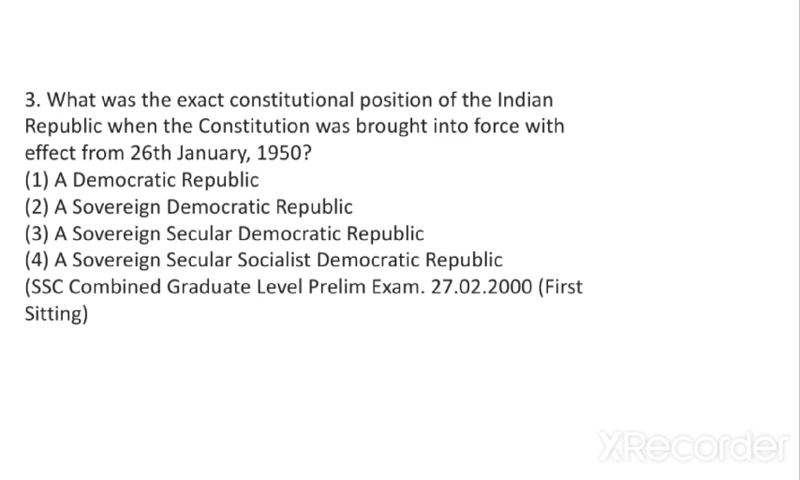 3. What was the exact constitutional position of the Indian
Republic when the Constitution was brought into force with
effect from 26th January, 1950?
(1) A Democratic Republic
(2) A Sovereign Democratic Republic
(3) A Sovereign Secular Democratic Republic
(4) A Sovereign Secular Socialist Democratic Republic
(SSC Combined Graduate Level Prelim Exam. 27.02.2000 (First
Sitting)
XRecorder